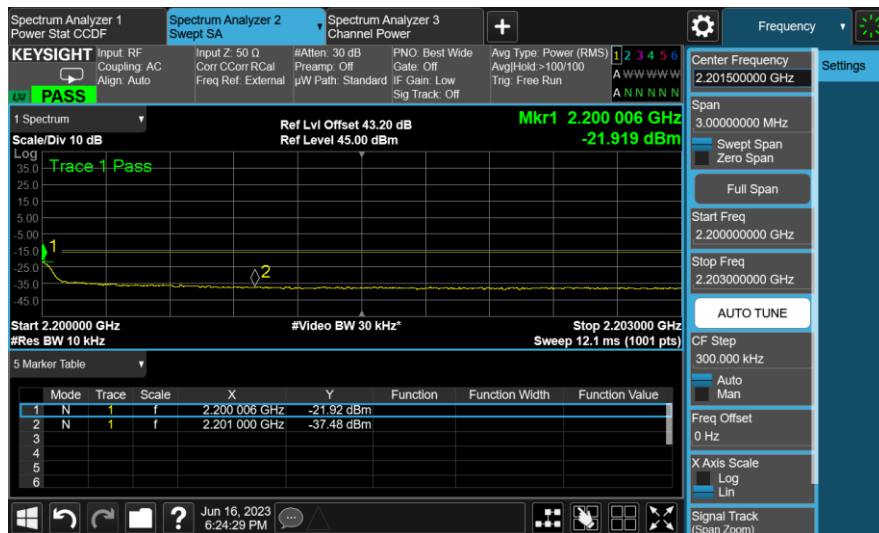 Spectrum Analyzer 1
Power Stat CCDF
Spectrum Analyzer 2
Swept SA
Spectrum Analyzer 3
Channel Power
Frequency
KEYSIGHT
LXI
PASS
Input: RF
Coupling: AC
Align: Auto
Input Z: 50 Ω
Corr CCorr RCal
Freq Ref: External
#Atten: 30 dB
Preamp: Off
µW Path: Standard
PNO: Best Wide
Gate: Off
IF Gain: Low
Sig Track: Off
Avg Type: Power (RMS)
Avg|Hold:>100/100
Trig: Free Run
1 2 3 4 5 6
A W W W W W
A N N N N N
1 Spectrum
Scale/Div 10 dB
Ref Lvl Offset 43.20 dB
Ref Level 45.00 dBm
Mkr1 2.200 006 GHz
-21.919 dBm
Log
Trace 1 Pass
35.0
25.0
15.0
5.00
-5.00
-15.0
-25.0
-35.0
-45.0
1
2
Start 2.200000 GHz
#Res BW 10 kHz
#Video BW 30 kHz*
Stop 2.203000 GHz
Sweep 12.1 ms (1001 pts)
5 Marker Table
Mode Trace Scale X Y Function Function Width Function Value
1 N 1 f 2.200 006 GHz -21.92 dBm
2 N 1 f 2.201 000 GHz -37.48 dBm
3
4
5
6
Jun 16, 2023
6:24:29 PM
Center Frequency
2.201500000 GHz
Span
3.00000000 MHz
Swept Span
Zero Span
Full Span
Start Freq
2.200000000 GHz
Stop Freq
2.203000000 GHz
AUTO TUNE
CF Step
300.000 kHz
Auto
Man
Freq Offset
0 Hz
X Axis Scale
Log
Lin
Signal Track
(Span Zoom)
Settings